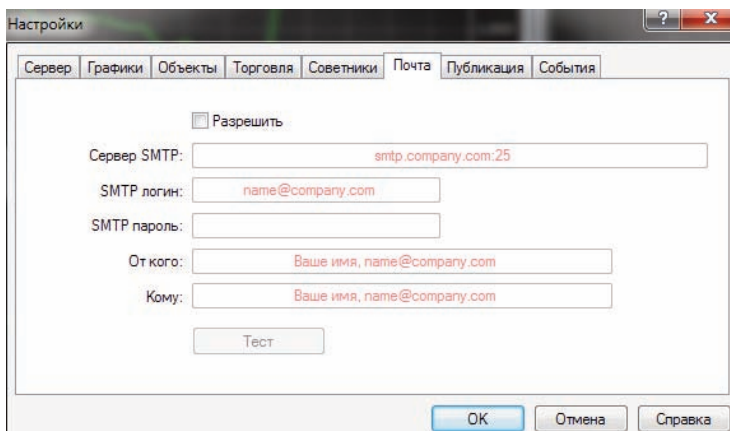 Настройки
?
X
Сервер Графики Объекты Торговля Советники Почта Публикация События
Разрешить
Сервер SMTP: smtp.company.com:25
SMTP логин: name@company.com
SMTP пароль:
От кого: Ваше имя, name@company.com
Кому: Ваше имя, name@company.com
Тест
OK Отмена Справка